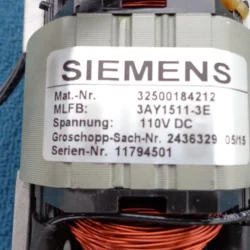 SIEMENS
Mat.-Nr. 32500184212
MLFB: 3AY1511-3E
Spannung: 110V DC
Groschopp-Sach-Nr. 2436329 05/15
Serien-Nr. 11794501